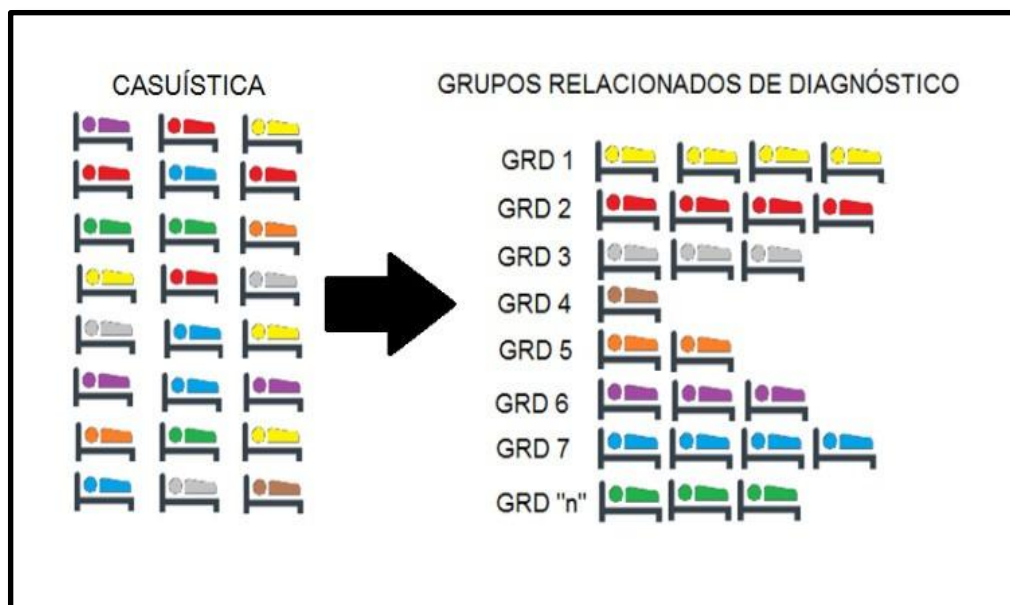 CASUÍSTICA
GRUPOS RELACIONADOS DE DIAGNÓSTICO
GRD 1
GRD 2
GRD 3
GRD 4
GRD 5
GRD 6
GRD 7
GRD "n"